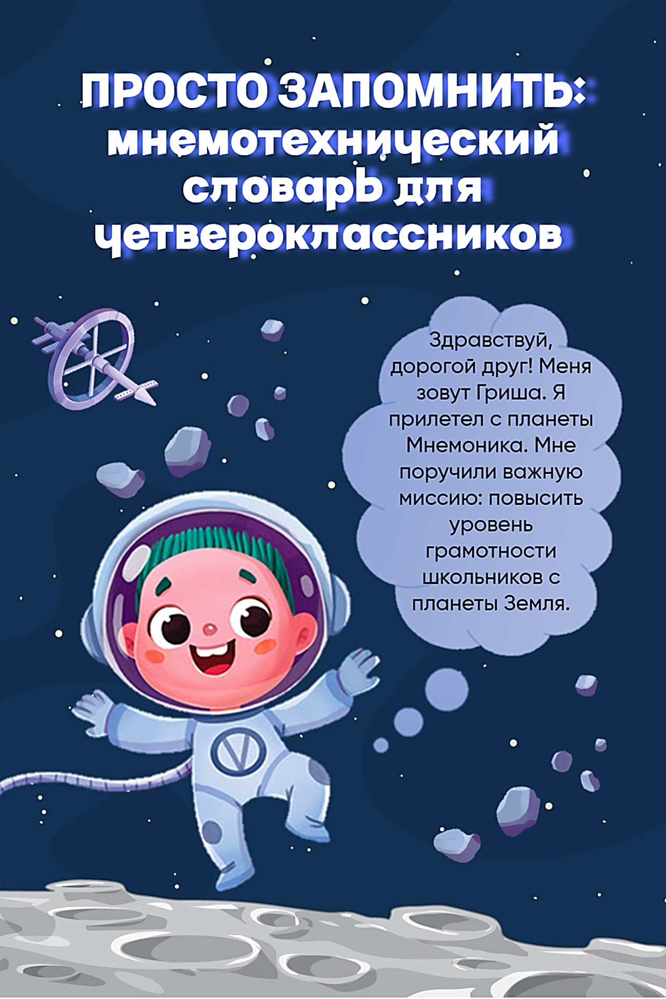 ПРОСТО ЗАПОМНИТЬ:
мнемотехнический
словарь для
четвероклассников
Здравствуй,
дорогой друг! Меня
зовут Гриша. Я
прилетел с планеты
Мнемоника. Мне
поручили важную
миссию: повысить
уровень
грамотности
школьников с
планеты Земля.
V